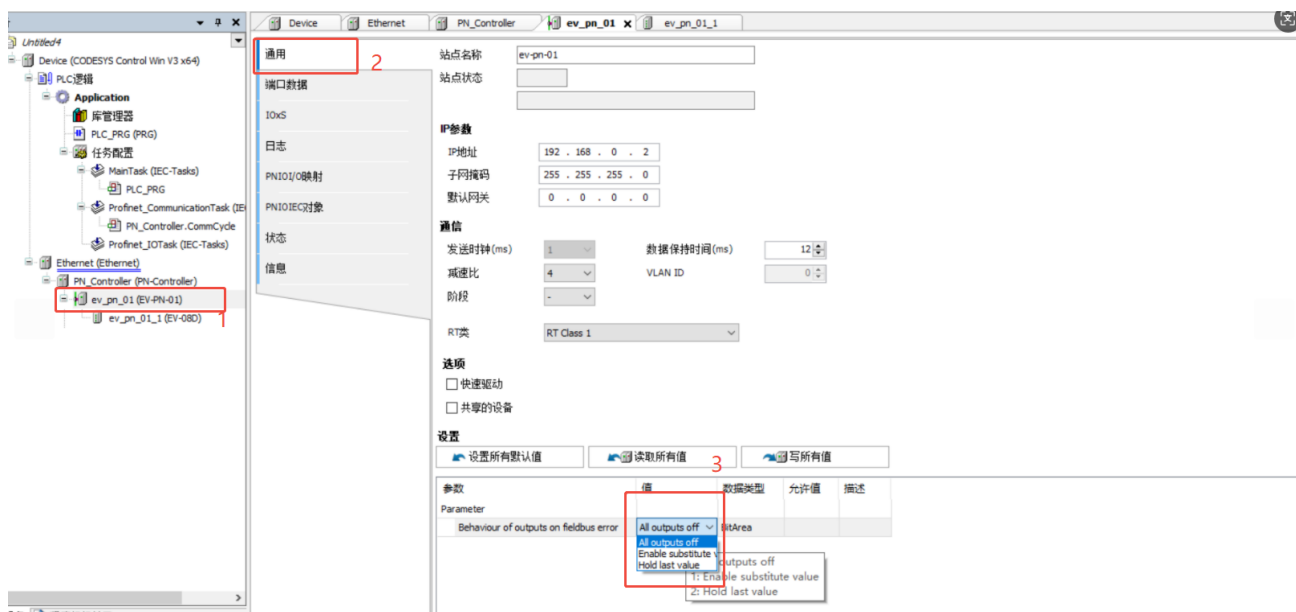 Device
Ethernet
PN_Controller
ev_pn_01
ev_pn_01_1
Untitled4
Device (CODESYS Control Win V3 x64)
PLC逻辑
Application
库管理器
PLC_PRG (PRG)
任务配置
MainTask (IEC-Tasks)
PLC_PRG
Profinet_CommunicationTask (IE
PN_Controller.CommCycle
Profinet_IOTask (IEC-Tasks)
Ethernet (Ethernet)
PN_Controller (PN-Controller)
ev_pn_01 (EV-PN-01)
1
ev_pn_01_1 (EV-08D)
通用
2
端口数据
IOxS
日志
PNIOI/O映射
PNIOIEC对象
状态
信息
站点名称 ev-pn-01
站点状态
IP参数
IP地址 192 . 168 . 0 . 2
子网掩码 255 . 255 . 255 . 0
默认网关 0 . 0 . 0 . 0
通信
发送时钟(ms) 1 数据保持时间(ms) 12
减速比 4 VLAN ID 0
阶段 -
RT类 RT Class 1
选项
快速驱动
共享的设备
设置
设置所有默认值 读取所有值 写所有值
3
参数 值 数据类型 允许值 描述
Parameter
Behaviour of outputs on fieldbus error All outputs off BitArea
All outputs off
Enable substitute v
Hold last value
outputs off
1: Enable substitute value
2: Hold last value